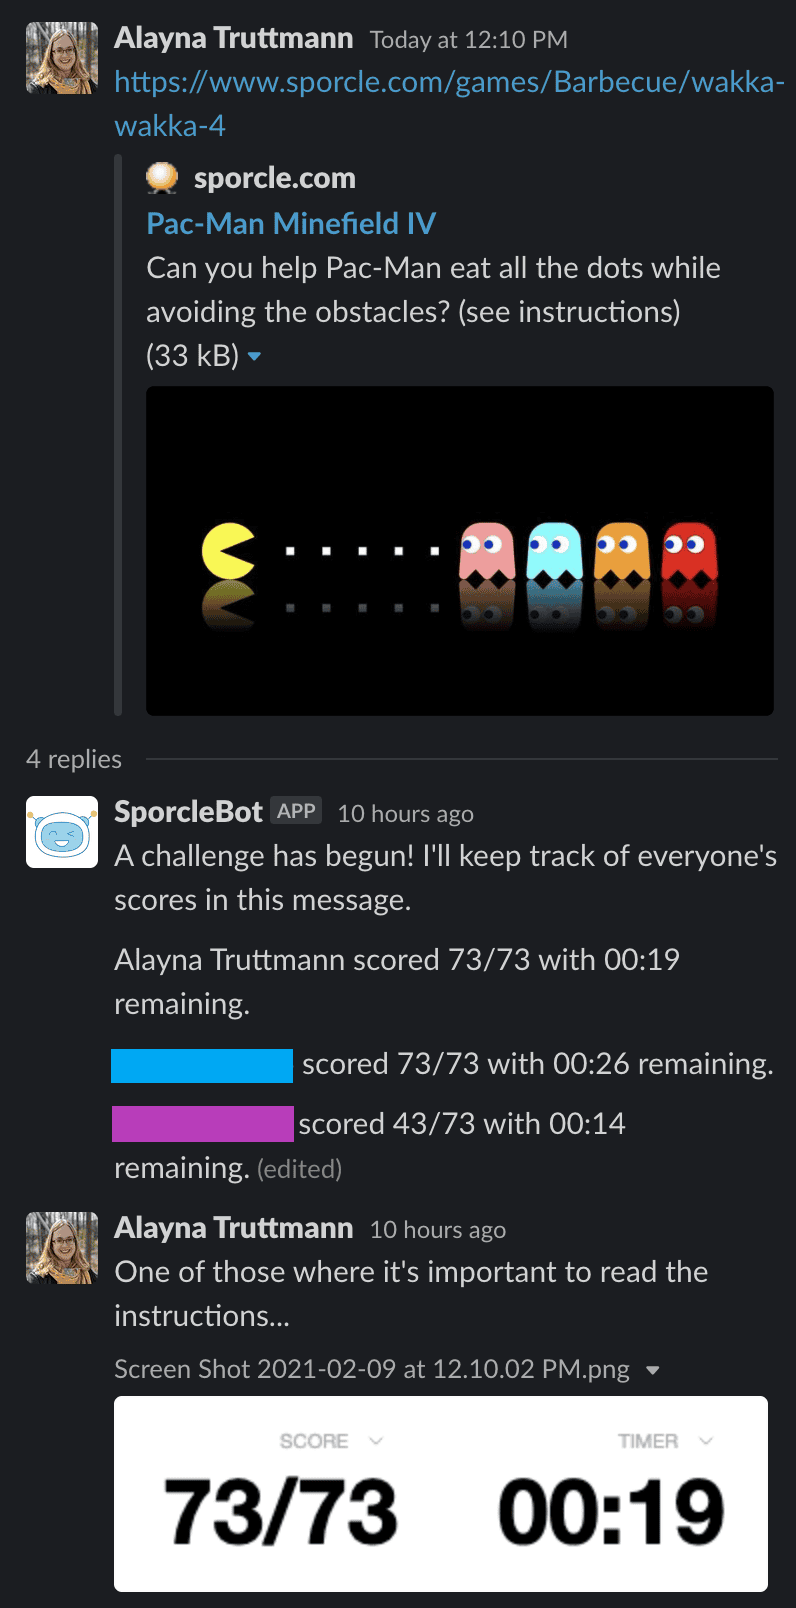 Alayna Truttmann Today at 12:10 PM
https://www.sporcle.com/games/Barbecue/wakka-
wakka-4
sporcle.com
Pac-Man Minefield IV
Can you help Pac-Man eat all the dots while
avoiding the obstacles? (see instructions)
(33 kB)
4 replies
SporcleBot APP 10 hours ago
A challenge has begun! I'll keep track of everyone's
scores in this message.
Alayna Truttmann scored 73/73 with 00:19
remaining.
scored 73/73 with 00:26 remaining.
scored 43/73 with 00:14
remaining. (edited)
Alayna Truttmann 10 hours ago
One of those where it's important to read the
instructions...
Screen Shot 2021-02-09 at 12.10.02 PM.png
SCORE TIMER
73/73 00:19